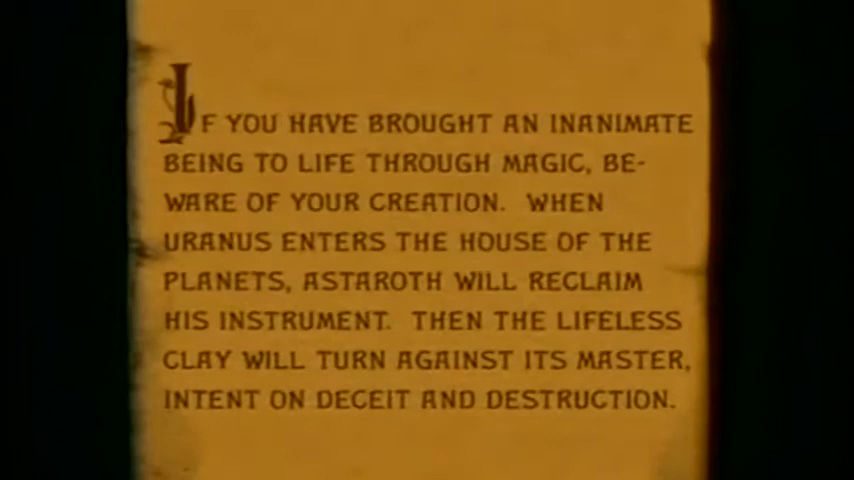 IF YOU HAVE BROUGHT AN INANIMATE
BEING TO LIFE THROUGH MAGIC, BE-
WARE OF YOUR CREATION. WHEN
URANUS ENTERS THE HOUSE OF THE
PLANETS, ASTAROTH WILL RECLAIM
HIS INSTRUMENT. THEN THE LIFELESS
CLAY WILL TURN AGAINST ITS MASTER,
INTENT ON DECEIT AND DESTRUCTION.